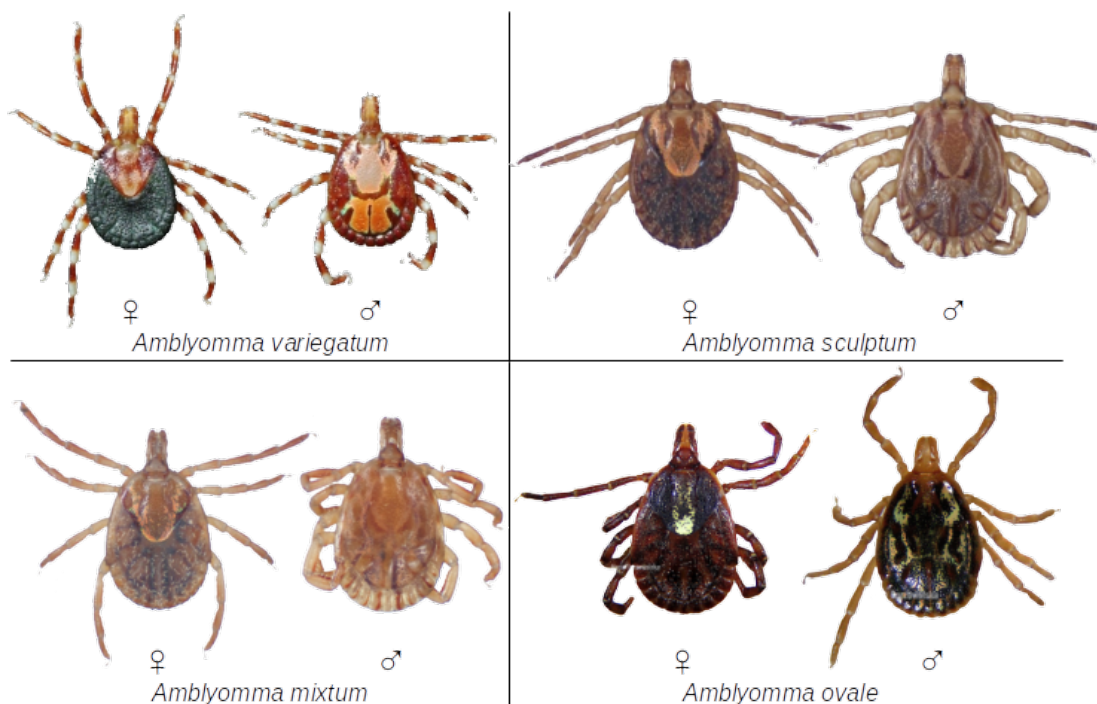 ♀ ♂
Amblyomma variegatum
♀ ♂
Amblyomma sculptum
♀ ♂
Amblyomma mixtum
♀ ♂
Amblyomma ovale